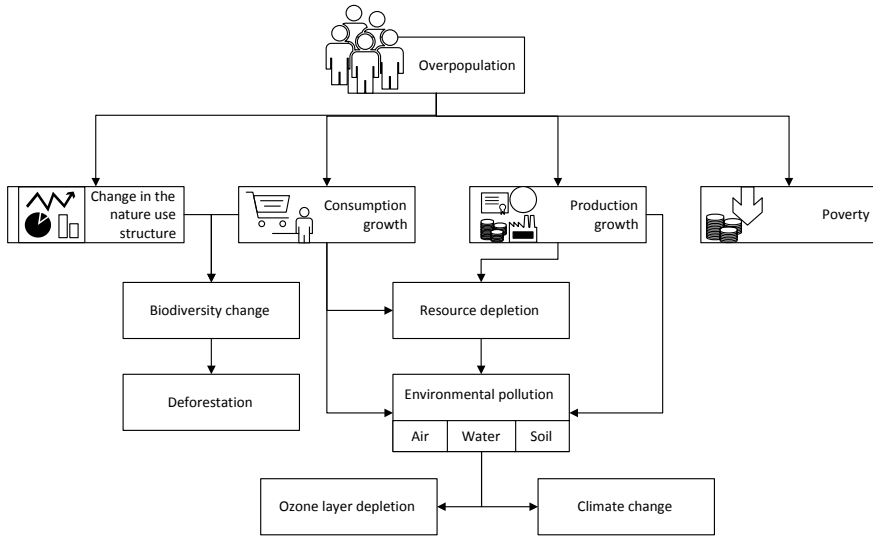 Overpopulation
Change in the
nature use
structure
Consumption
growth
Production
growth
Poverty
Biodiversity change
Resource depletion
Deforestation
Environmental pollution
Air
Water
Soil
Ozone layer depletion
Climate change